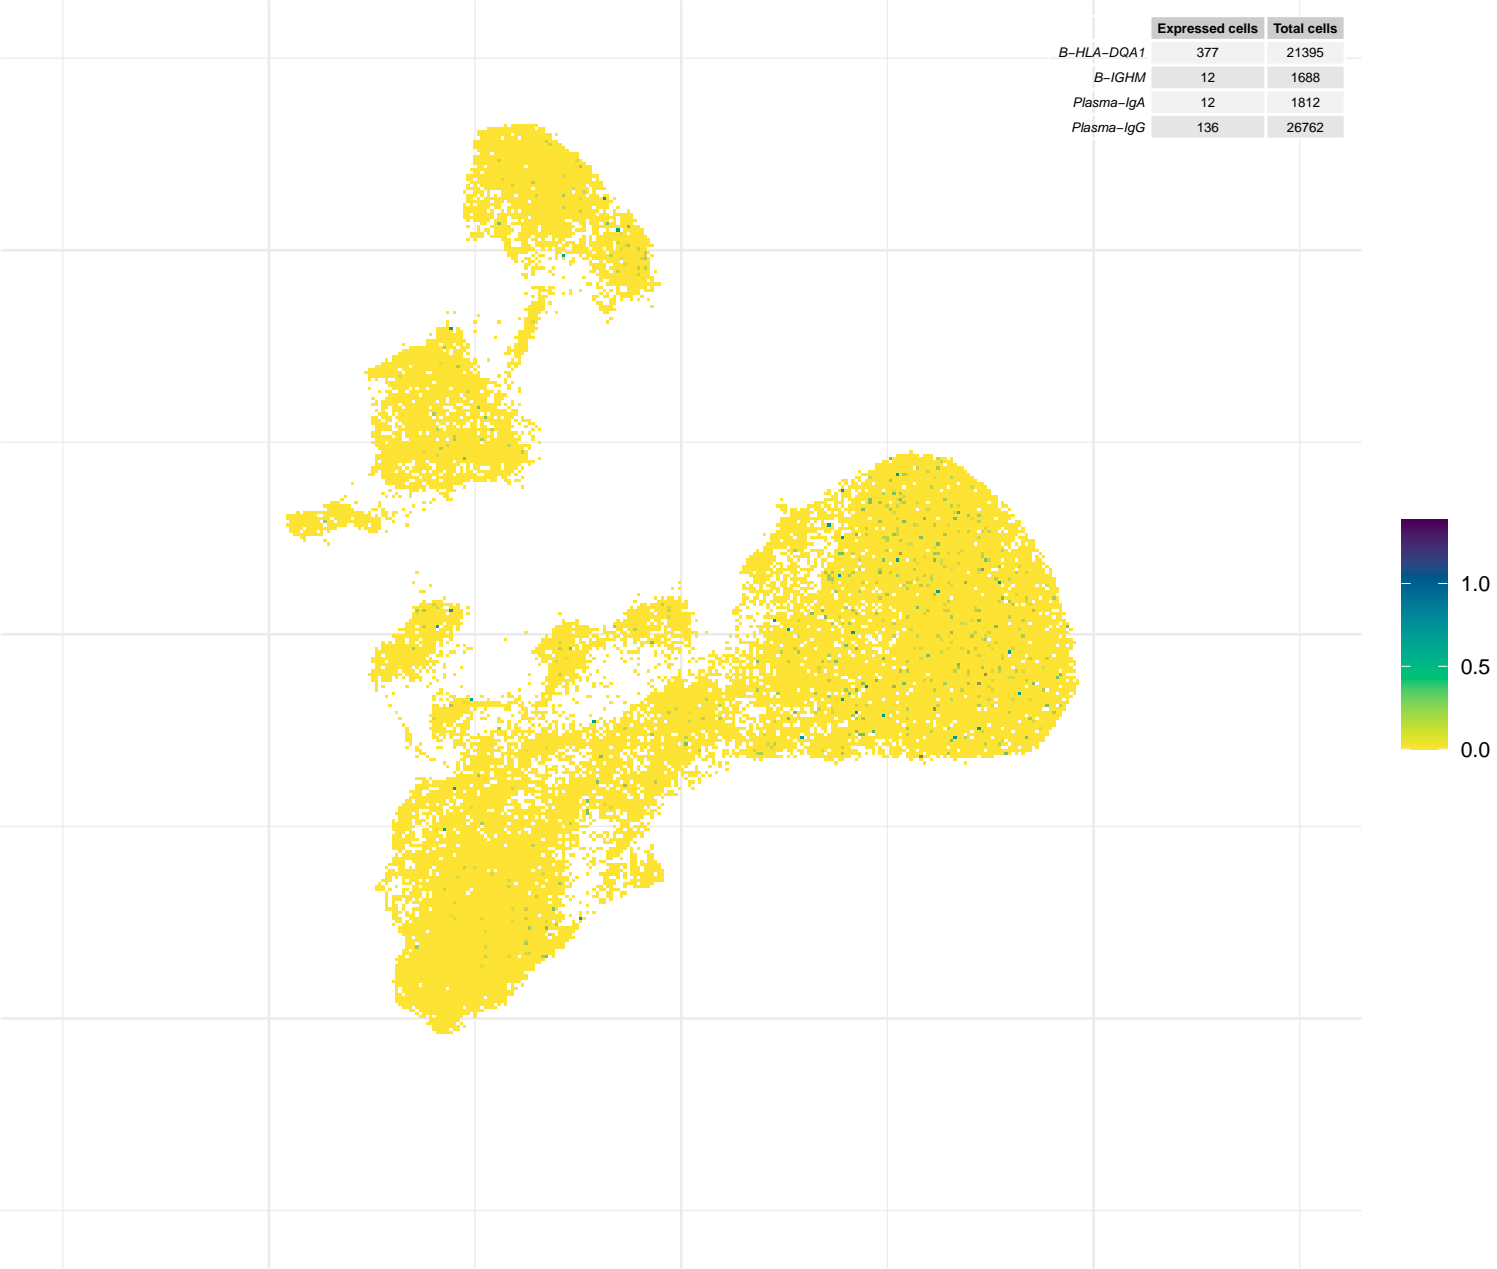 Expressed cells Total cells
B−HLA−DQA1 377 21395
B−IGHM 12 1688
Plasma−IgA 12 1812
Plasma−IgG 136 26762
1.0
0.5
0.0